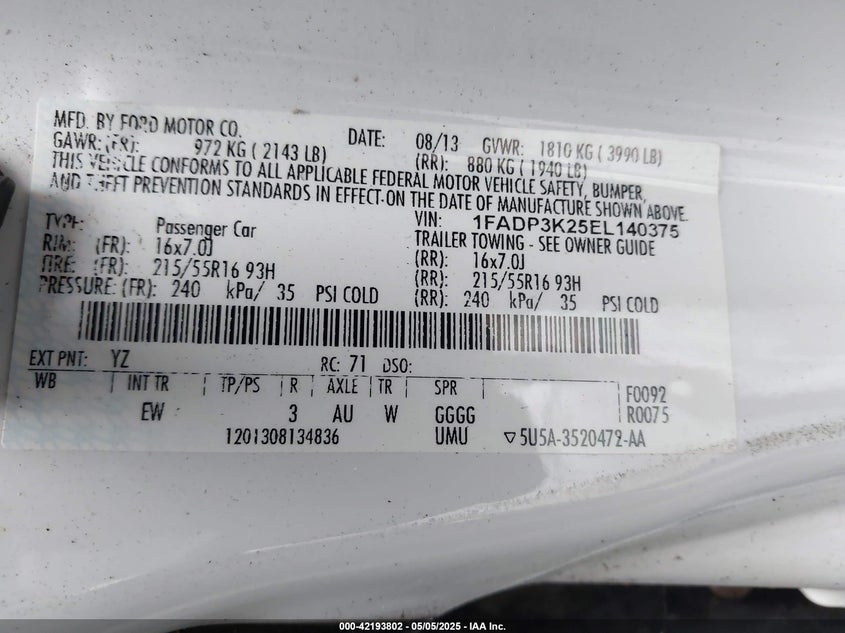 MFD. BY FORD MOTOR CO. DATE: 08/13 GVWR: 1810 KG ( 3990 LB)
GAWR: (FR): 972 KG ( 2143 LB) (RR): 880 KG ( 1940 LB)
THIS VEHICLE CONFORMS TO ALL APPLICABLE FEDERAL MOTOR VEHICLE SAFETY, BUMPER,
AND THEFT PREVENTION STANDARDS IN EFFECT ON THE DATE OF MANUFACTURE SHOWN ABOVE.
VIN: 1FADP3K25EL140375
TYPE: Passenger Car TRAILER TOWING - SEE OWNER GUIDE
RIM: (FR): 16x7.0J (RR): 16x7.0J
TIRE: (FR): 215/55R16 93H (RR): 215/55R16 93H
PRESSURE: (FR): 240 kPa/ 35 PSI COLD (RR): 240 kPa/ 35 PSI COLD
EXT PNT: YZ RC: 71 DSO:
WB INT TR TP/PS R AXLE TR SPR F0092
EW 3 AU W GGGG R0075
1201308134836 UMU ▽5U5A-3520472-AA
000-42193802 - 05/05/2025 - IAA Inc.